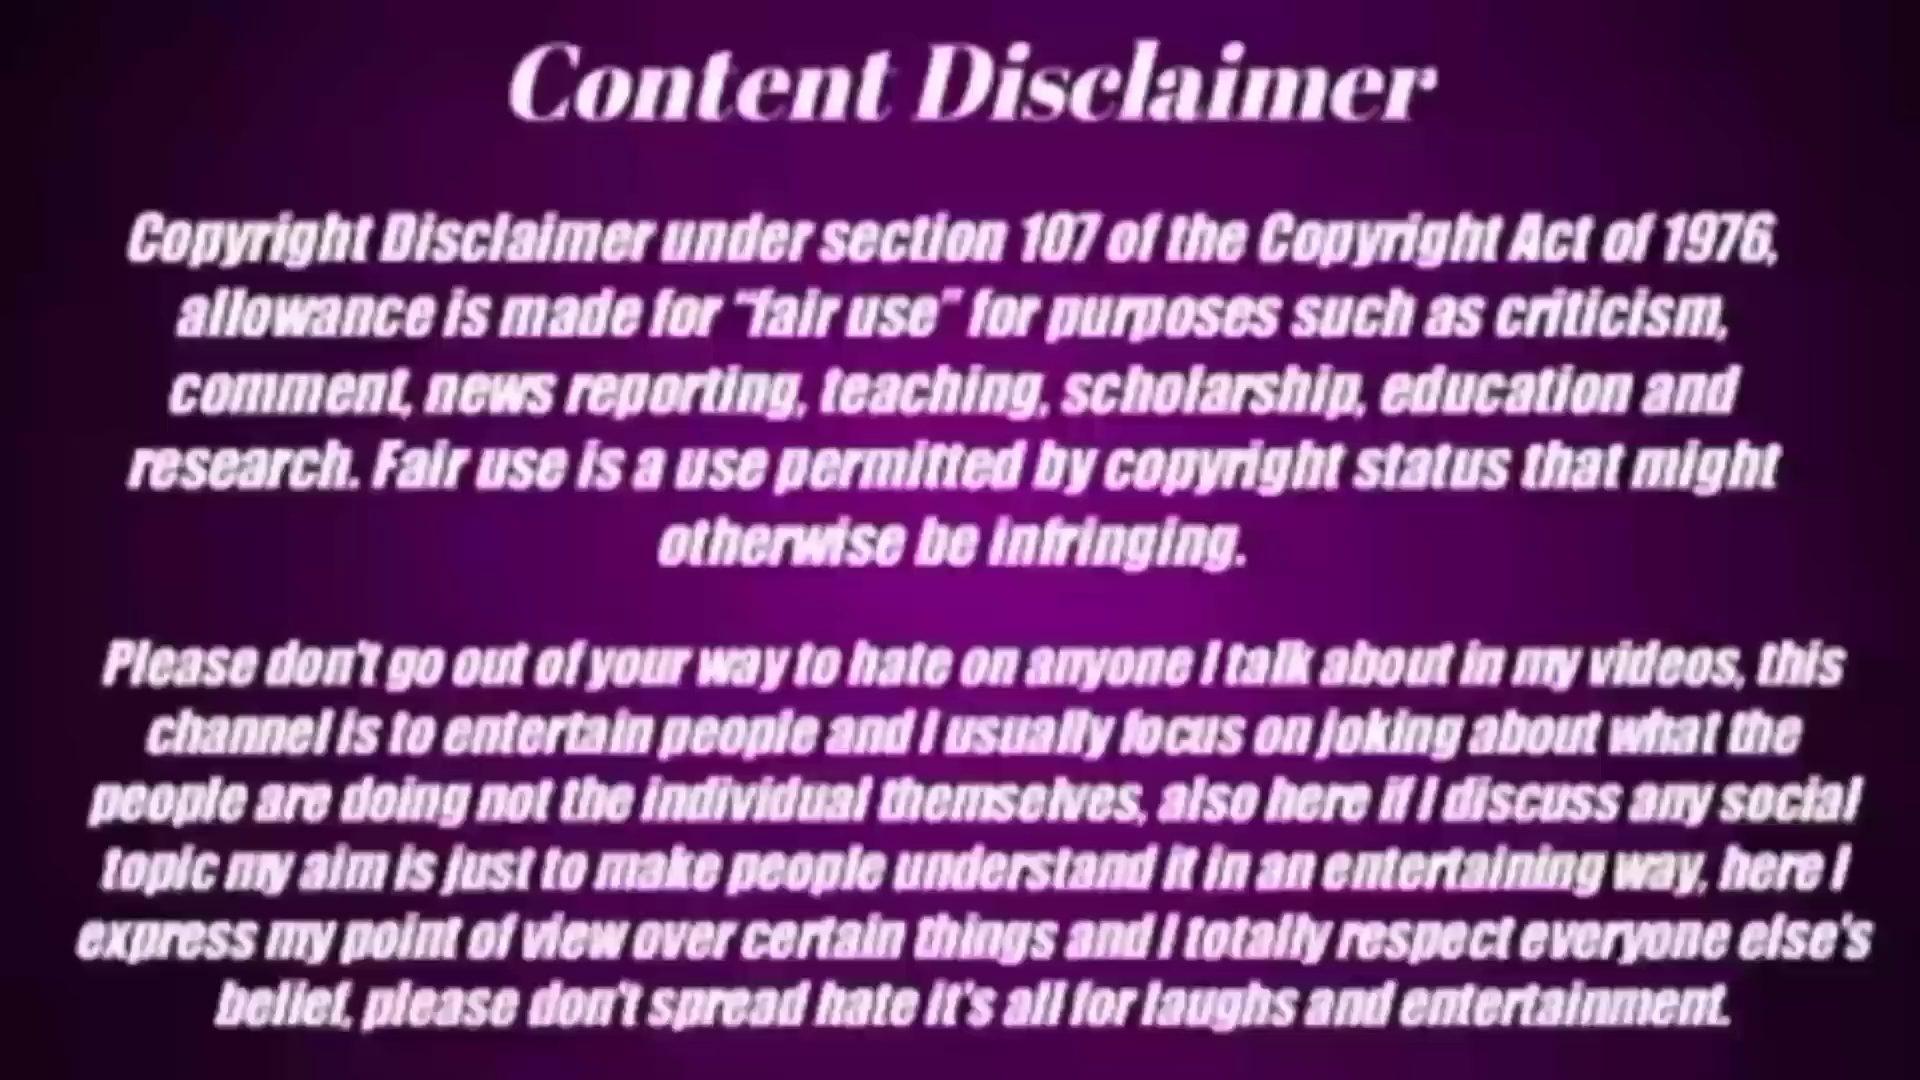 Content Disclaimer
Copyright Disclaimer under section 107 of the Copyright Act of 1976,
allowance is made for "fair use" for purposes such as criticism,
comment, news reporting, teaching, scholarship, education and
research. Fair use is a use permitted by copyright status that might
otherwise be infringing.
Please don't go out of your way to hate on anyone I talk about in my videos, this
channel is to entertain people and I usually focus on joking about what the
people are doing not the individual themselves, also here if I discuss any social
topic my aim is just to make people understand it in an entertaining way, here I
express my point of view over certain things and I totally respect everyone else's
belief, please don't spread hate it's all for laughs and entertainment.